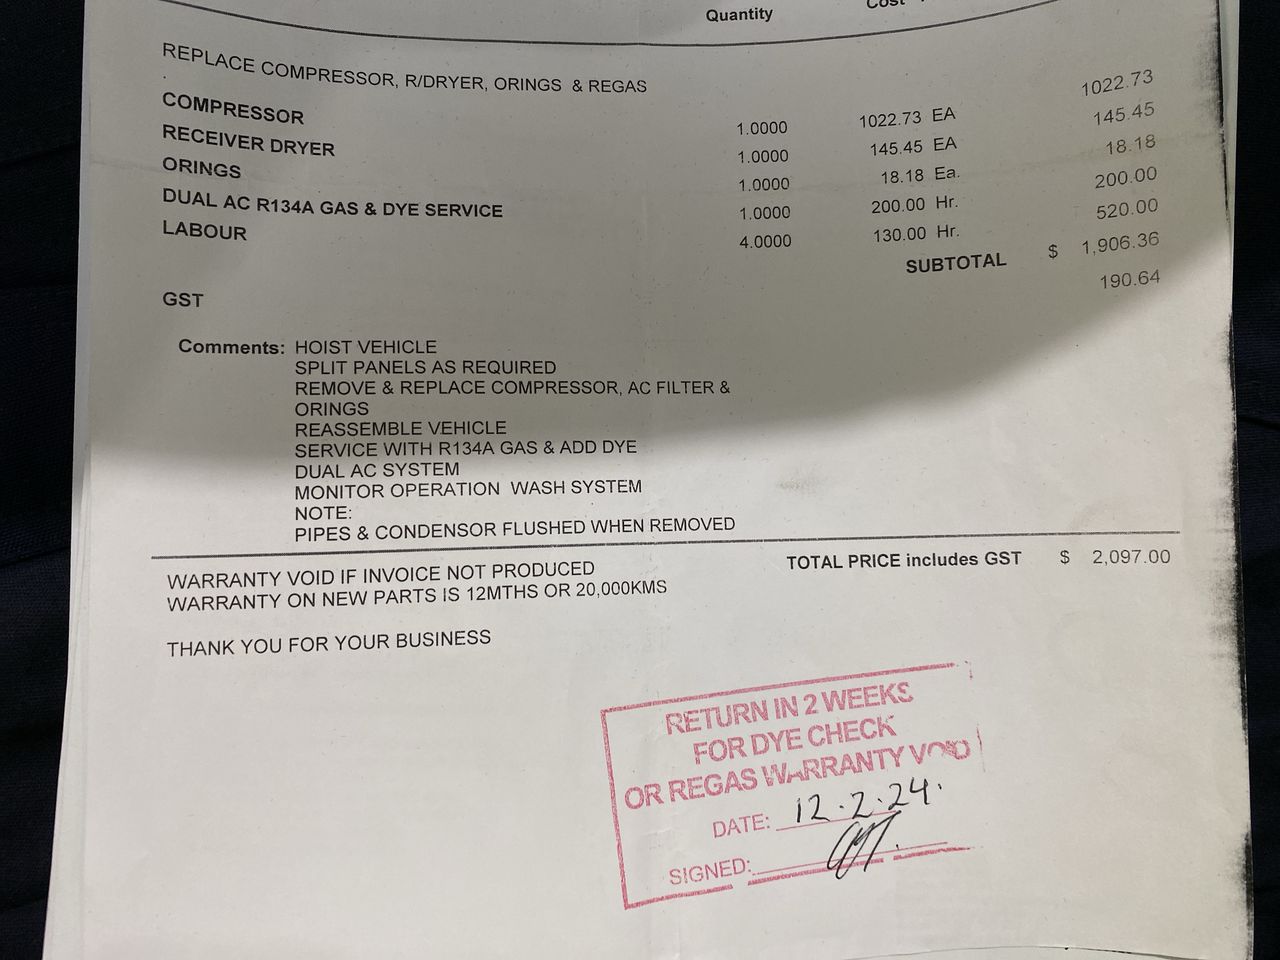 Quantity Cost
REPLACE COMPRESSOR, R/DRYER, ORINGS & REGAS
.
COMPRESSOR 1.0000 1022.73 EA 1022.73
RECEIVER DRYER 1.0000 145.45 EA 145.45
ORINGS 1.0000 18.18 Ea. 18.18
DUAL AC R134A GAS & DYE SERVICE 1.0000 200.00 Hr. 200.00
LABOUR 4.0000 130.00 Hr. 520.00
SUBTOTAL $ 1,906.36
GST 190.64
Comments: HOIST VEHICLE
SPLIT PANELS AS REQUIRED
REMOVE & REPLACE COMPRESSOR, AC FILTER &
ORINGS
REASSEMBLE VEHICLE
SERVICE WITH R134A GAS & ADD DYE
DUAL AC SYSTEM
MONITOR OPERATION WASH SYSTEM
NOTE:
PIPES & CONDENSOR FLUSHED WHEN REMOVED
TOTAL PRICE includes GST $ 2,097.00
WARRANTY VOID IF INVOICE NOT PRODUCED
WARRANTY ON NEW PARTS IS 12MTHS OR 20,000KMS
THANK YOU FOR YOUR BUSINESS
RETURN IN 2 WEEKS
FOR DYE CHECK
OR REGAS WARRANTY VOID
DATE: 12.2.24.
SIGNED: